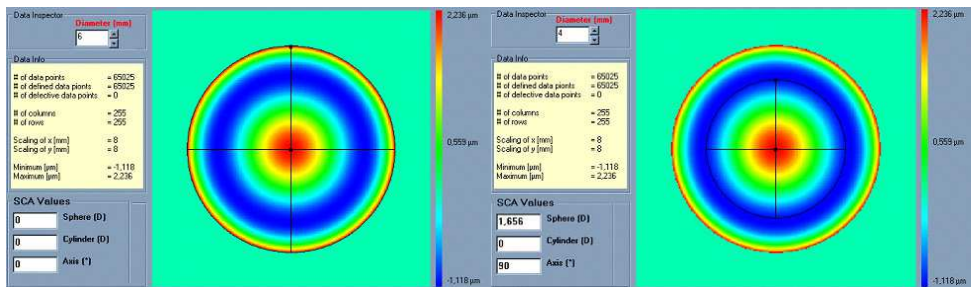 Data Inspector
Diameter (mm)
6
Data Info
# of data points = 65025
# of defined data points = 65025
# of defective data points = 0
# of columns = 255
# of rows = 255
Scaling of x [mm] = 8
Scaling of y [mm] = 8
Minimum [µm] = -1,118
Maximum [µm] = 2,236
SCA Values
0 Sphere (D)
0 Cylinder (D)
0 Axis (°)
2,236 µm
0,559 µm
-1,118 µm
Data Inspector
Diameter (mm)
4
Data Info
# of data points = 65025
# of defined data points = 65025
# of defective data points = 0
# of columns = 255
# of rows = 255
Scaling of x [mm] = 8
Scaling of y [mm] = 8
Minimum [µm] = -1,118
Maximum [µm] = 2,236
SCA Values
1,656 Sphere (D)
0 Cylinder (D)
90 Axis (°)
2,236 µm
0,559 µm
-1,118 µm